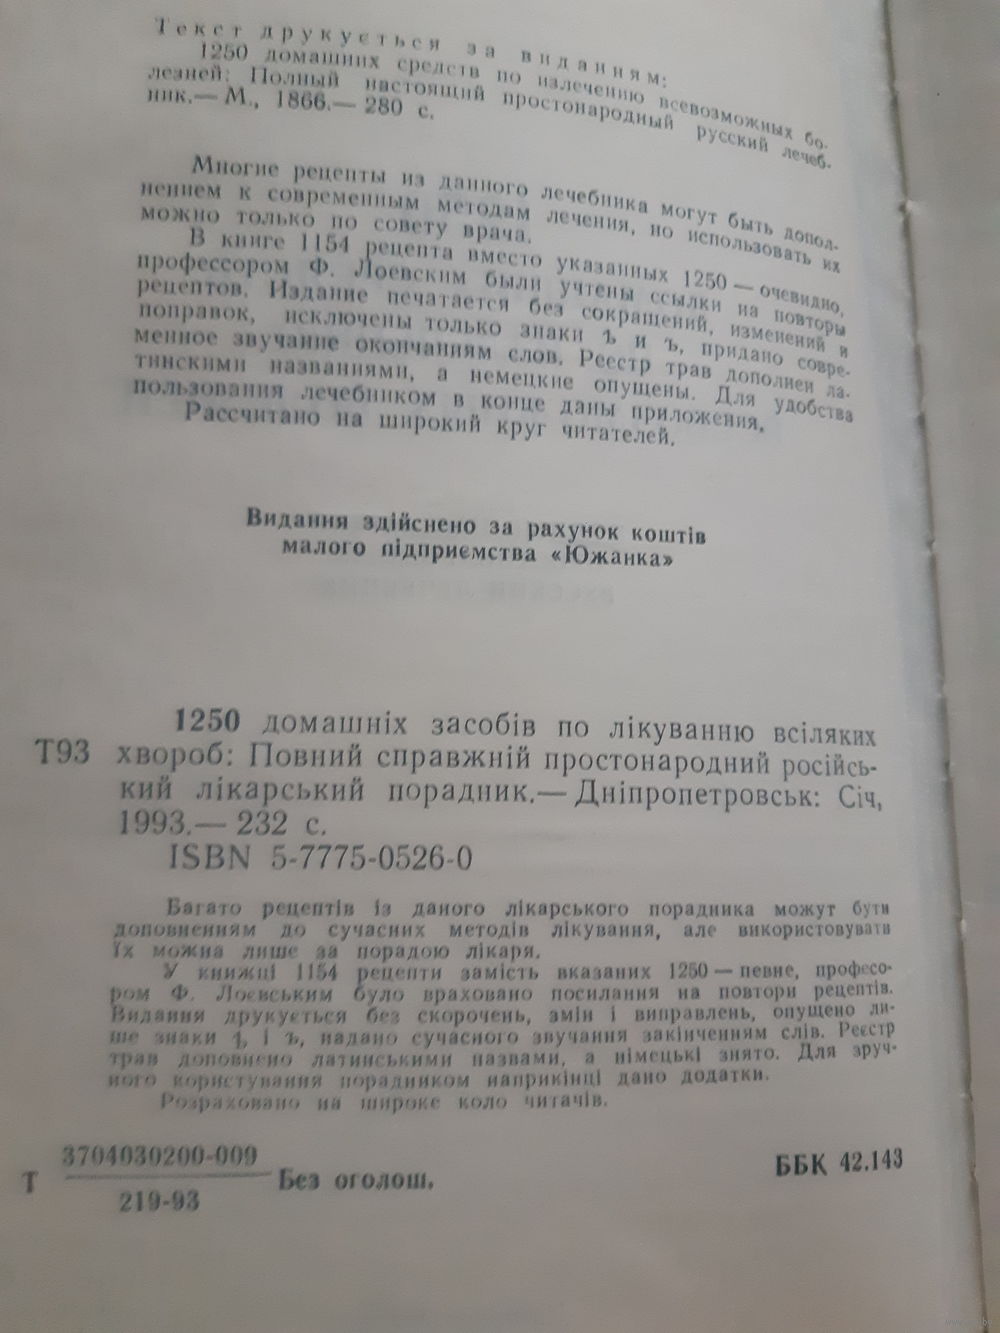 Текст друкується за виданням:
1250 домашних средств по излечению всевозможных бо-
лезней: Полный настоящий простонародный русский лечеб-
ник.— М., 1866.— 280 с.
Многие рецепты из данного лечебника могут быть допол-
нением к современным методам лечения, но использовать их
можно только по совету врача.
В книге 1154 рецепта вместо указанных 1250 — очевидно,
профессором Ф. Лоевским были учтены ссылки на повторы
рецептов. Издание печатается без сокращений, изменений и
поправок, исключены только знаки Ѣ и Ъ, придано совре-
менное звучание окончаниям слов. Реестр трав дополнен ла-
тинскими названиями, а немецкие опущены. Для удобства
пользования лечебником в конце даны приложения.
Рассчитано на широкий круг читателей.
Видання здійснено за рахунок коштів
малого підприємства «Южанка»
1250 домашніх засобів по лікуванню всіляких
Т93 хвороб: Повний справжній простонародний російсь-
кий лікарський порадник.— Дніпропетровськ: Січ,
1993.— 232 с.
ISBN 5-7775-0526-0
Багато рецептів із даного лікарського порадника можут бути
доповненням до сучасних методів лікування, але використовувати
їх можна лише за порадою лікаря.
У книжці 1154 рецепти замість вказаних 1250 — певне, професо-
ром Ф. Лоєвським було враховано посилання на повтори рецептів.
Видання друкується без скорочень, змін і виправлень, опущено ли-
ше знаки Ѣ і Ъ, надано сучасного звучання закінченням слів. Реєстр
трав доповнено латинськими назвами, а німецькі знято. Для зруч-
ного користування порадником наприкінці дано додатки.
Розраховано на широке коло читачів.
Т 3704030200-009 / 219-93 Без оголош.
ББК 42.143